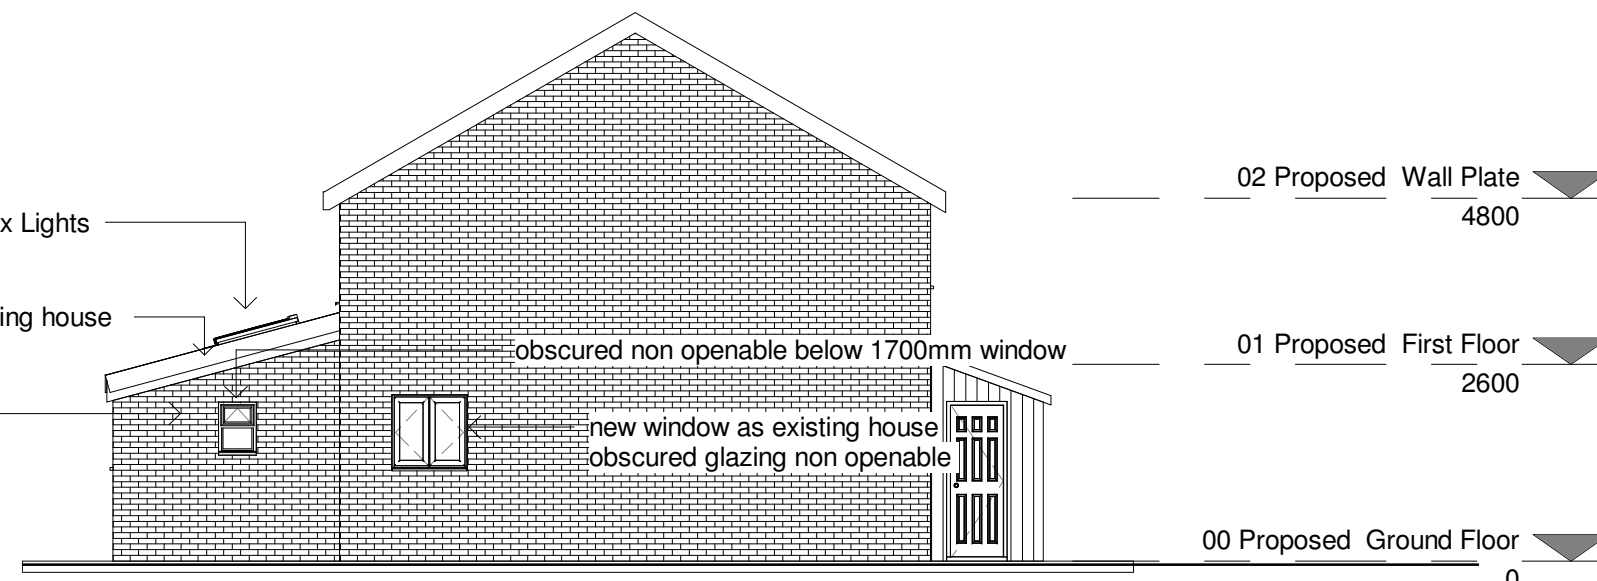 02 Proposed Wall Plate
4800
x Lights
ing house
obscured non openable below 1700mm window
01 Proposed First Floor
2600
new window as existing house
obscured glazing non openable
00 Proposed Ground Floor
0